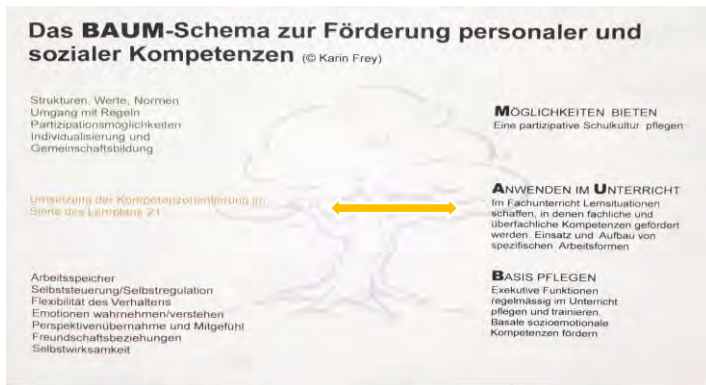 Das BAUM-Schema zur Förderung personaler und
sozialer Kompetenzen (© Karin Frey)
Strukturen, Werte, Normen
Umgang mit Regeln
Partizipationsmöglichkeiten
Individualisierung und
Gemeinschaftsbildung
MÖGLICHKEITEN BIETEN
Eine partizipative Schulkultur pflegen
Umsetzung der Kompetenzorientierung im
Sinne des Lehrplans 21
ANWENDEN IM UNTERRICHT
Im Fachunterricht Lernsituationen
schaffen, in denen fachliche und
überfachliche Kompetenzen gefördert
werden. Einsatz und Aufbau von
spezifischen Arbeitsformen
Arbeitsspeicher
Selbststeuerung/Selbstregulation
Flexibilität des Verhaltens
Emotionen wahrnehmen/verstehen
Perspektivenübernahme und Mitgefühl
Freundschaftsbeziehungen
Selbstwirksamkeit
BASIS PFLEGEN
Exekutive Funktionen
regelmässig im Unterricht
pflegen und trainieren.
Basale sozioemotionale
Kompetenzen fördern